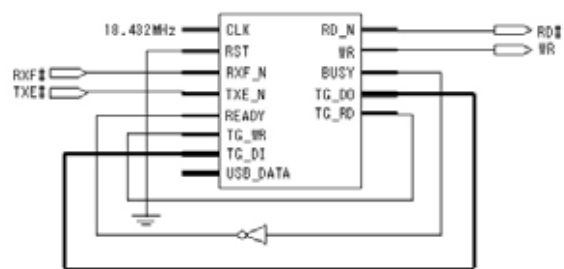 18.432MHz
CLK
RD_N
RD#
RST
WR
WR
RXF#
RXF_N
BUSY
TXE#
TXE_N
TG_DO
READY
TG_RD
TG_WR
TG_DI
USB_DATA